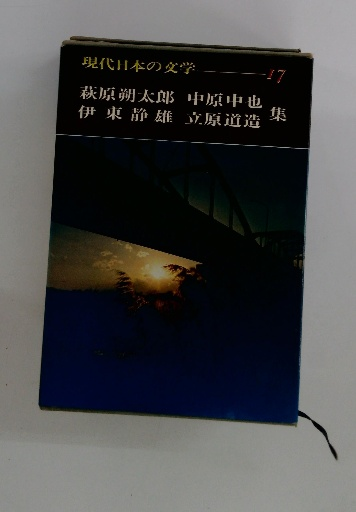 現代日本の文学 17
萩原朔太郎 中原中也
伊東静雄 立原道造 集